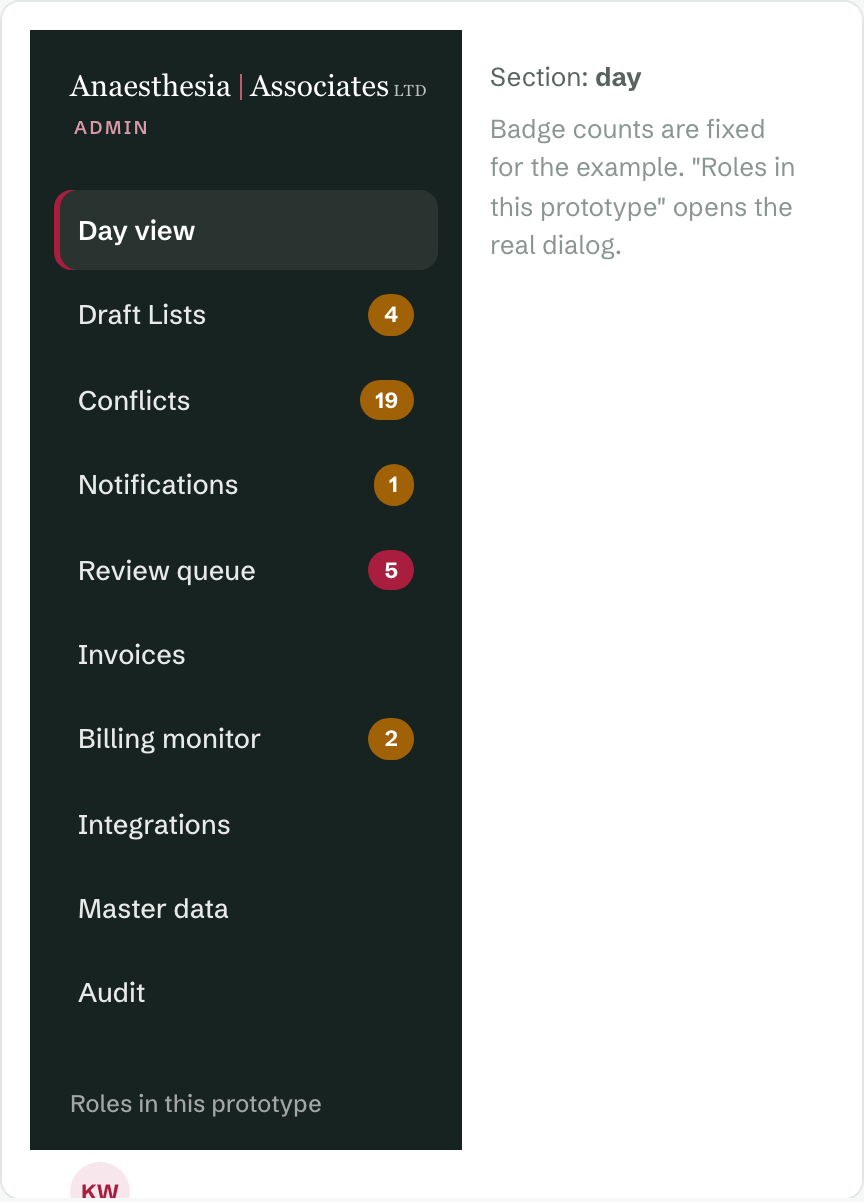 Anaesthesia | Associates LTD
ADMIN
Day view
Draft Lists 4
Conflicts 19
Notifications 1
Review queue 5
Invoices
Billing monitor 2
Integrations
Master data
Audit
Roles in this prototype
KW
Section: day
Badge counts are fixed
for the example. "Roles in
this prototype" opens the
real dialog.